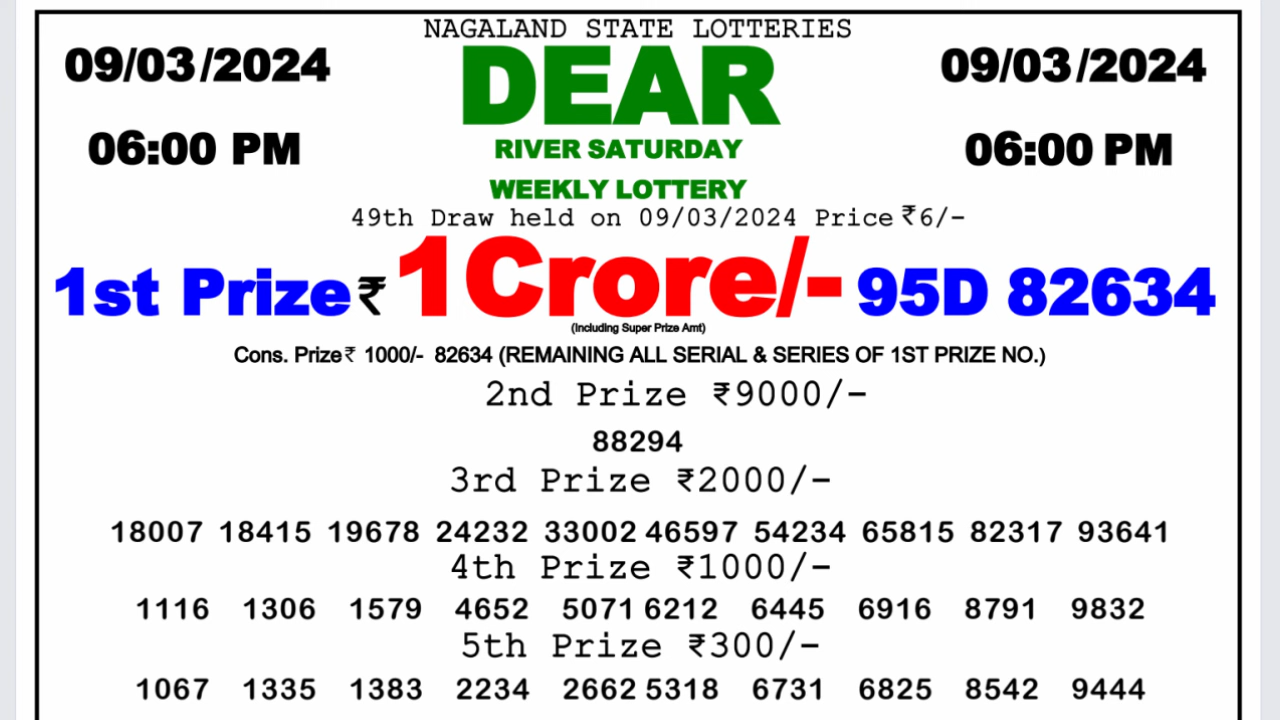 NAGALAND STATE LOTTERIES
09/03/2024 DEAR 09/03/2024
06:00 PM RIVER SATURDAY 06:00 PM
WEEKLY LOTTERY
49th Draw held on 09/03/2024 Price ₹6/-
1st Prize ₹ 1Crore/- 95D 82634
(Including Super Prize Amt)
Cons. Prize ₹ 1000/- 82634 (REMAINING ALL SERIAL & SERIES OF 1ST PRIZE NO.)
2nd Prize ₹9000/-
88294
3rd Prize ₹2000/-
18007 18415 19678 24232 33002 46597 54234 65815 82317 93641
4th Prize ₹1000/-
1116 1306 1579 4652 5071 6212 6445 6916 8791 9832
5th Prize ₹300/-
1067 1335 1383 2234 2662 5318 6731 6825 8542 9444